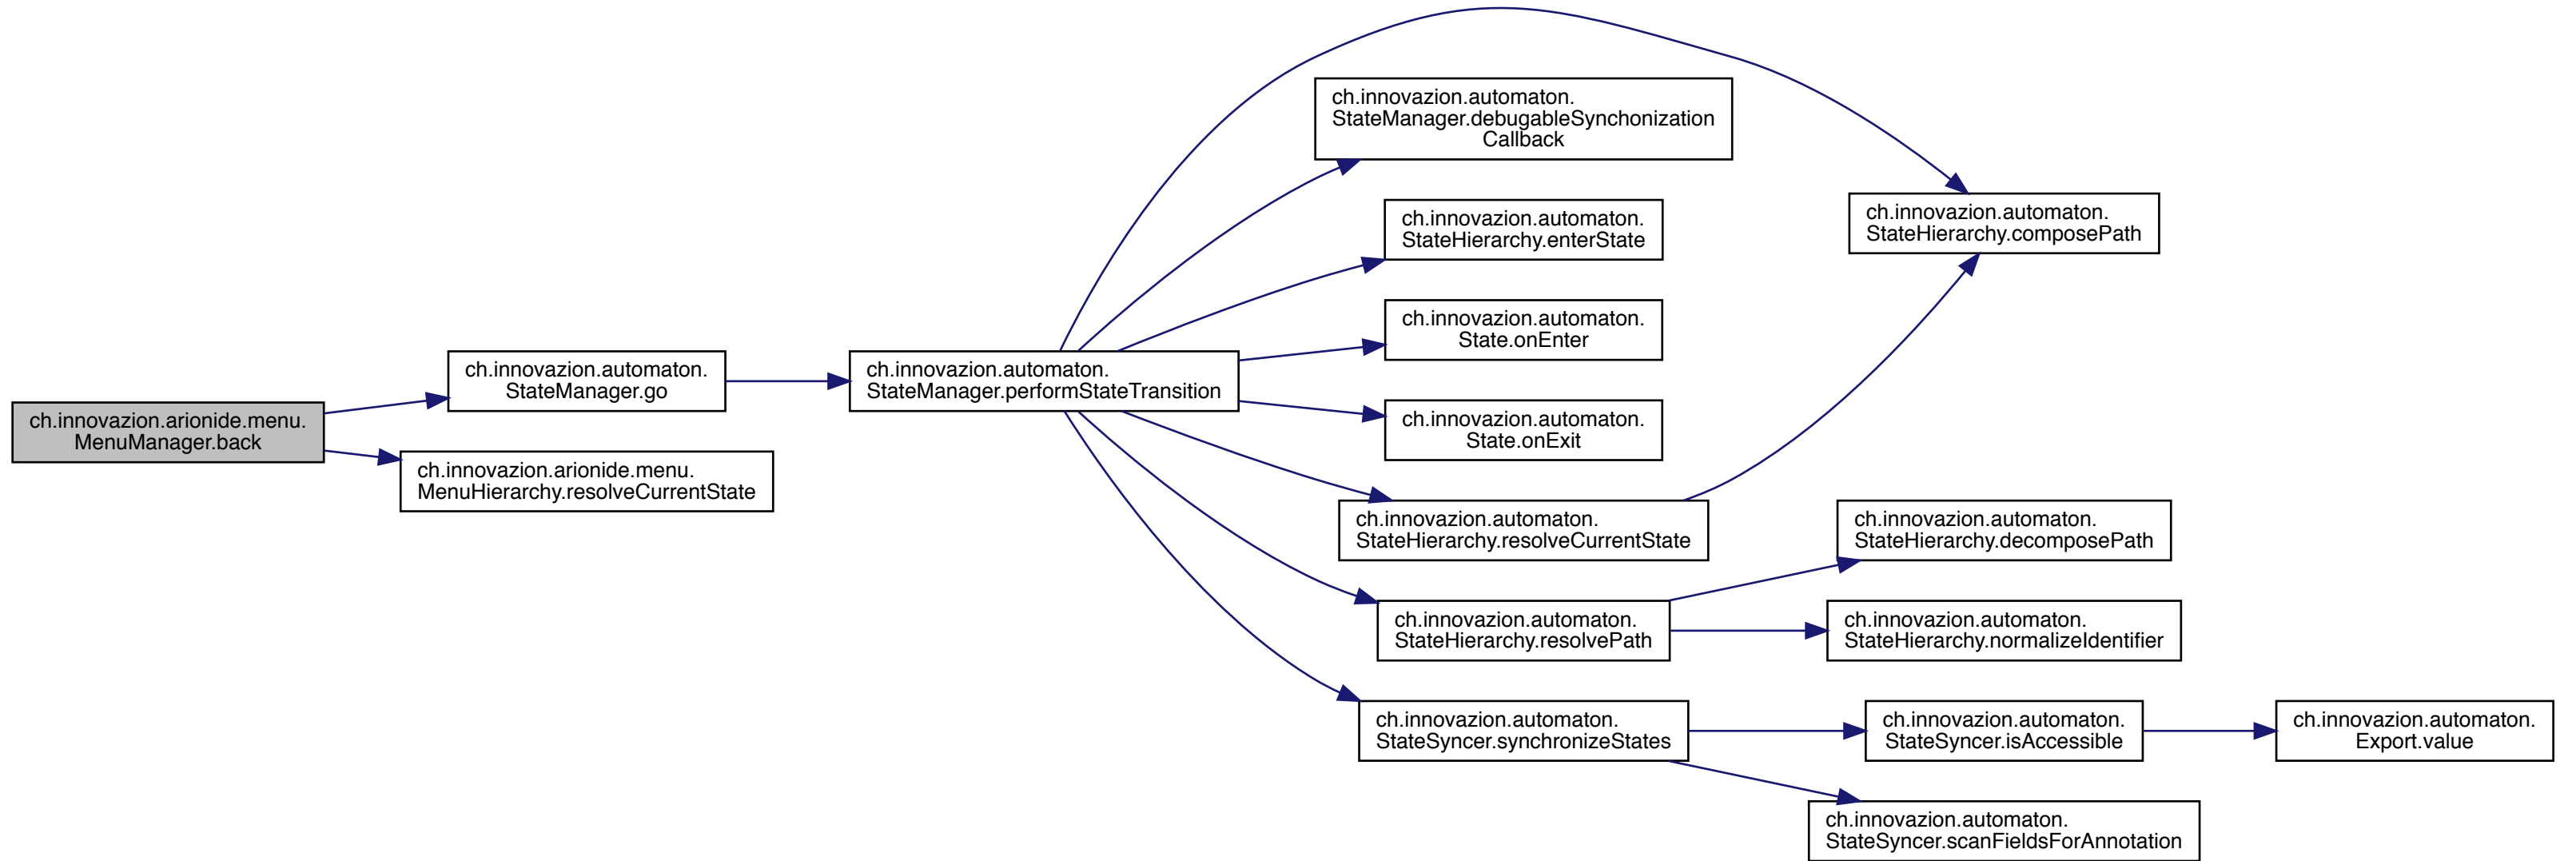 ch.innovazion.arionide.menu.
MenuManager.back
ch.innovazion.automaton.
StateManager.go
ch.innovazion.arionide.menu.
MenuHierarchy.resolveCurrentState
ch.innovazion.automaton.
StateManager.performStateTransition
ch.innovazion.automaton.
StateManager.debugableSynchonization
Callback
ch.innovazion.automaton.
StateHierarchy.enterState
ch.innovazion.automaton.
State.onEnter
ch.innovazion.automaton.
State.onExit
ch.innovazion.automaton.
StateHierarchy.resolveCurrentState
ch.innovazion.automaton.
StateHierarchy.resolvePath
ch.innovazion.automaton.
StateSyncer.synchronizeStates
ch.innovazion.automaton.
StateHierarchy.composePath
ch.innovazion.automaton.
StateHierarchy.decomposePath
ch.innovazion.automaton.
StateHierarchy.normalizeIdentifier
ch.innovazion.automaton.
StateSyncer.isAccessible
ch.innovazion.automaton.
StateSyncer.scanFieldsForAnnotation
ch.innovazion.automaton.
Export.value